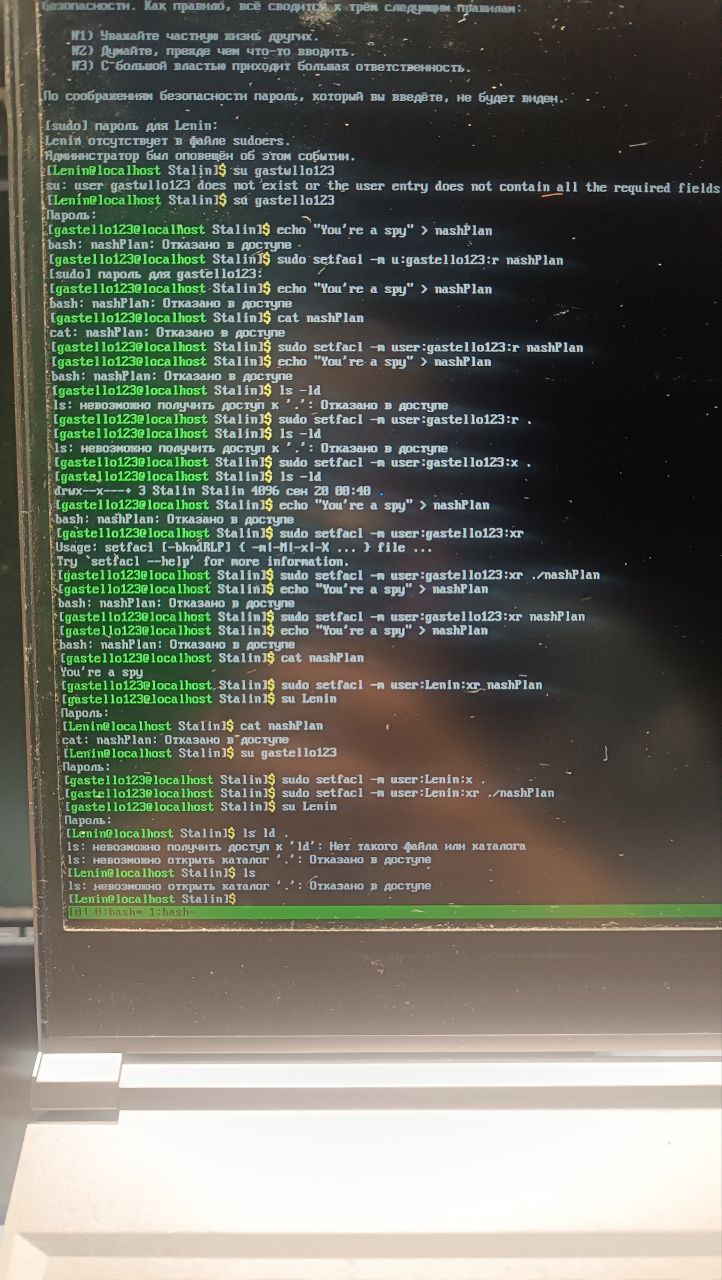 безопасности. Как правило, всё сводится к трём следующим правилам:
№1) Уважайте частную жизнь других.
№2) Думайте, прежде чем что-то вводить.
№3) С большой властью приходит большая ответственность.
По соображениям безопасности пароль, который вы введёте, не будет виден.
[sudo] пароль для Lenin:
Lenin отсутствует в файле sudoers.
Администратор был оповещён об этом событии.
[Lenin@localhost Stalin]$ su gastwllo123
su: user gastwllo123 does not exist or the user entry does not contain all the required fields
[Lenin@localhost Stalin]$ su gastello123
Пароль:
[gastello123@localhost Stalin]$ echo "You're a spy" > nashPlan
bash: nashPlan: Отказано в доступе
[gastello123@localhost Stalin]$ sudo setfacl -m u:gastello123:r nashPlan
[sudo] пароль для gastello123:
[gastello123@localhost Stalin]$ echo "You're a spy" > nashPlan
bash: nashPlan: Отказано в доступе
[gastello123@localhost Stalin]$ cat nashPlan
cat: nashPlan: Отказано в доступе
[gastello123@localhost Stalin]$ sudo setfacl -m user:gastello123:r nashPlan
[gastello123@localhost Stalin]$ echo "You're a spy" > nashPlan
bash: nashPlan: Отказано в доступе
[gastello123@localhost Stalin]$ ls -ld
ls: невозможно получить доступ к '.': Отказано в доступе
[gastello123@localhost Stalin]$ sudo setfacl -m user:gastello123:r .
[gastello123@localhost Stalin]$ ls -ld
ls: невозможно получить доступ к '.': Отказано в доступе
[gastello123@localhost Stalin]$ sudo setfacl -m user:gastello123:x .
[gastello123@localhost Stalin]$ ls -ld
drwx--x---+ 3 Stalin Stalin 4096 сен 20 00:40 .
[gastello123@localhost Stalin]$ echo "You're a spy" > nashPlan
bash: nashPlan: Отказано в доступе
[gastello123@localhost Stalin]$ sudo setfacl -m user:gastello123:xr
Usage: setfacl [-bkndRLP] { -m|-M|-x|-X ... } file ...
Try `setfacl --help' for more information.
[gastello123@localhost Stalin]$ sudo setfacl -m user:gastello123:xr ./nashPlan
[gastello123@localhost Stalin]$ echo "You're a spy" > nashPlan
bash: nashPlan: Отказано в доступе
[gastello123@localhost Stalin]$ sudo setfacl -m user:gastello123:xr nashPlan
[gastello123@localhost Stalin]$ echo "You're a spy" > nashPlan
bash: nashPlan: Отказано в доступе
[gastello123@localhost Stalin]$ cat nashPlan
You're a spy
[gastello123@localhost Stalin]$ sudo setfacl -m user:Lenin:xr nashPlan
[gastello123@localhost Stalin]$ su Lenin
Пароль:
[Lenin@localhost Stalin]$ cat nashPlan
cat: nashPlan: Отказано в доступе
[Lenin@localhost Stalin]$ su gastello123
Пароль:
[gastello123@localhost Stalin]$ sudo setfacl -m user:Lenin:x .
[gastello123@localhost Stalin]$ sudo setfacl -m user:Lenin:xr ./nashPlan
[gastello123@localhost Stalin]$ su Lenin
Пароль:
[Lenin@localhost Stalin]$ ls ld .
ls: невозможно получить доступ к 'ld': Нет такого файла или каталога
ls: невозможно открыть каталог '.': Отказано в доступе
[Lenin@localhost Stalin]$ ls
ls: невозможно открыть каталог '.': Отказано в доступе
[Lenin@localhost Stalin]$
[0] 0:bash* 1:bash-